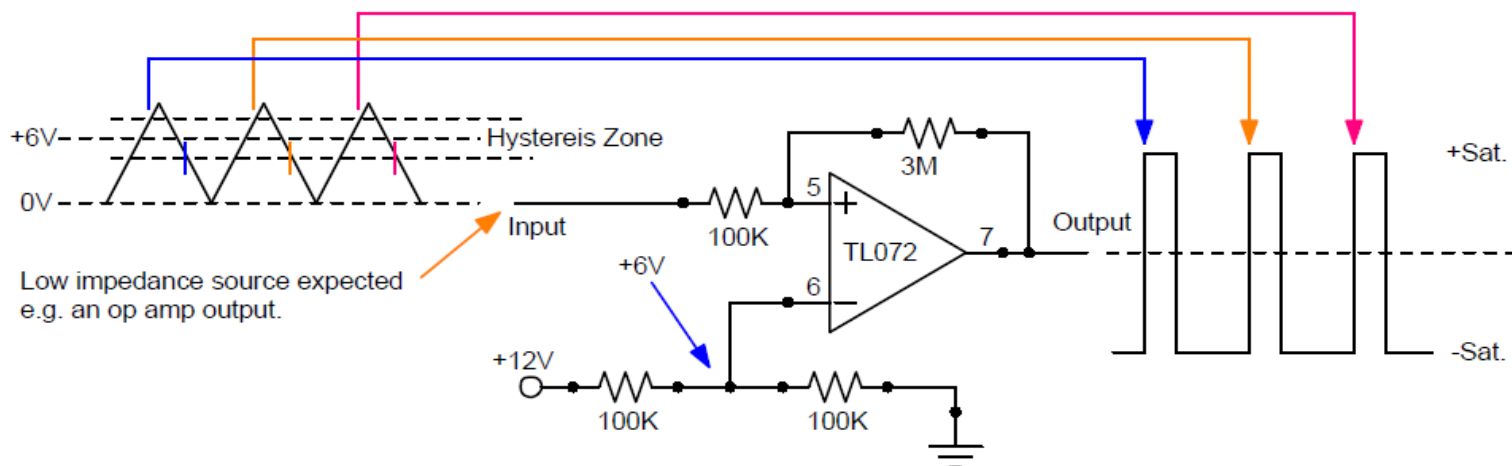 +6V
Hystereis Zone
0V
Input
Low impedance source expected
e.g. an op amp output.
100K
3M
5
+
TL072
6
−
7
Output
+Sat.
-Sat.
+6V
+12V
100K
100K